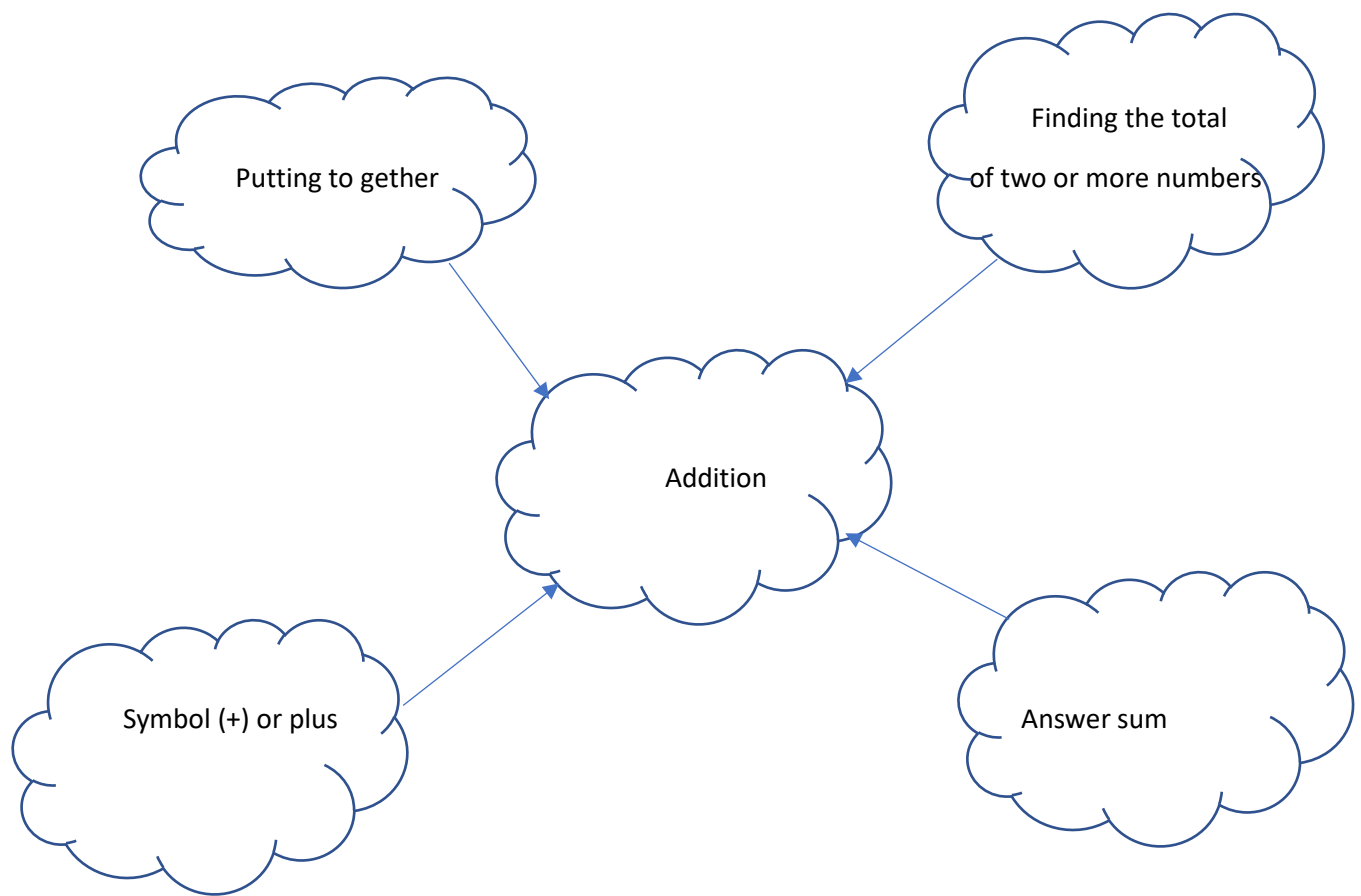 Putting to gether
Finding the total
of two or more numbers
Addition
Symbol (+) or plus
Answer sum